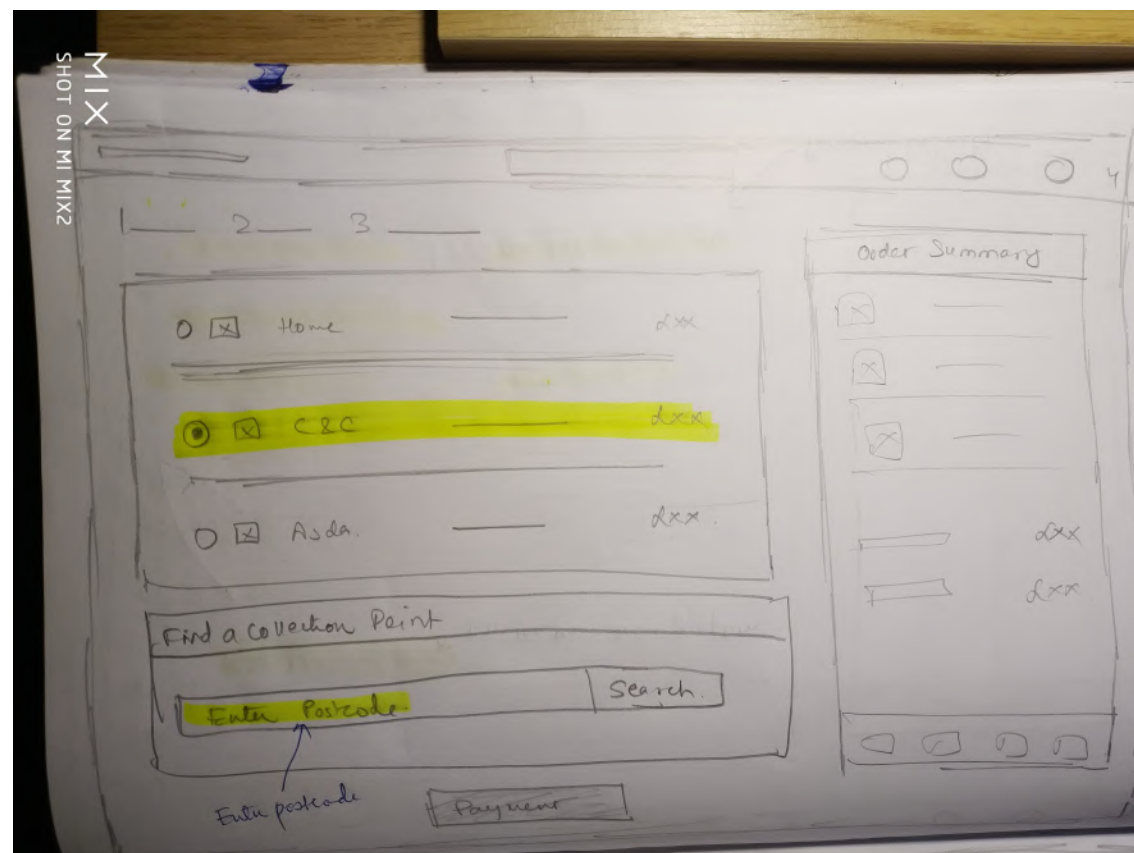 MIX
SHOT ON MI MIX2
1 2 3
Home £xx
C&C £xx
Asda. £xx.
Find a Collection Point
Enter Postcode
Search.
Enter postcode
Payment
Order Summary
£xx
£xx